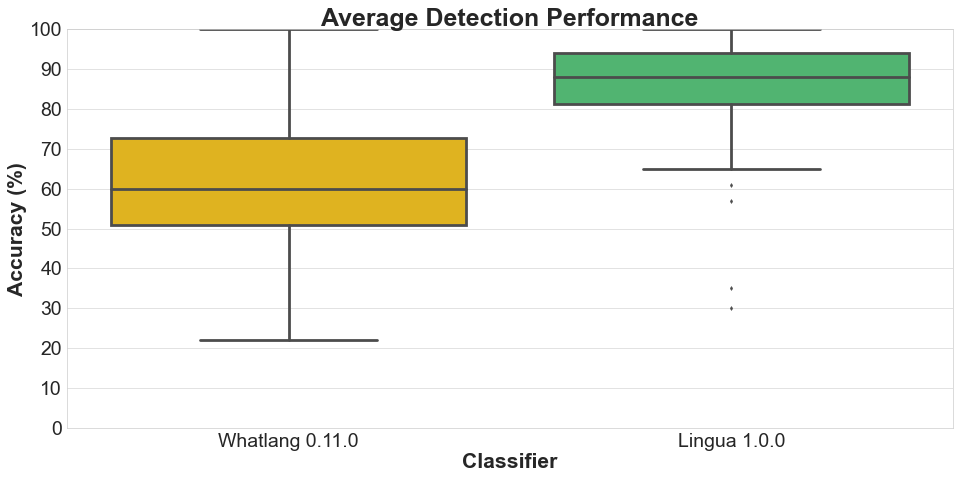 Average Detection Performance
100
90
80
70
60
50
40
30
20
10
0
Accuracy (%)
Whatlang 0.11.0
Lingua 1.0.0
Classifier